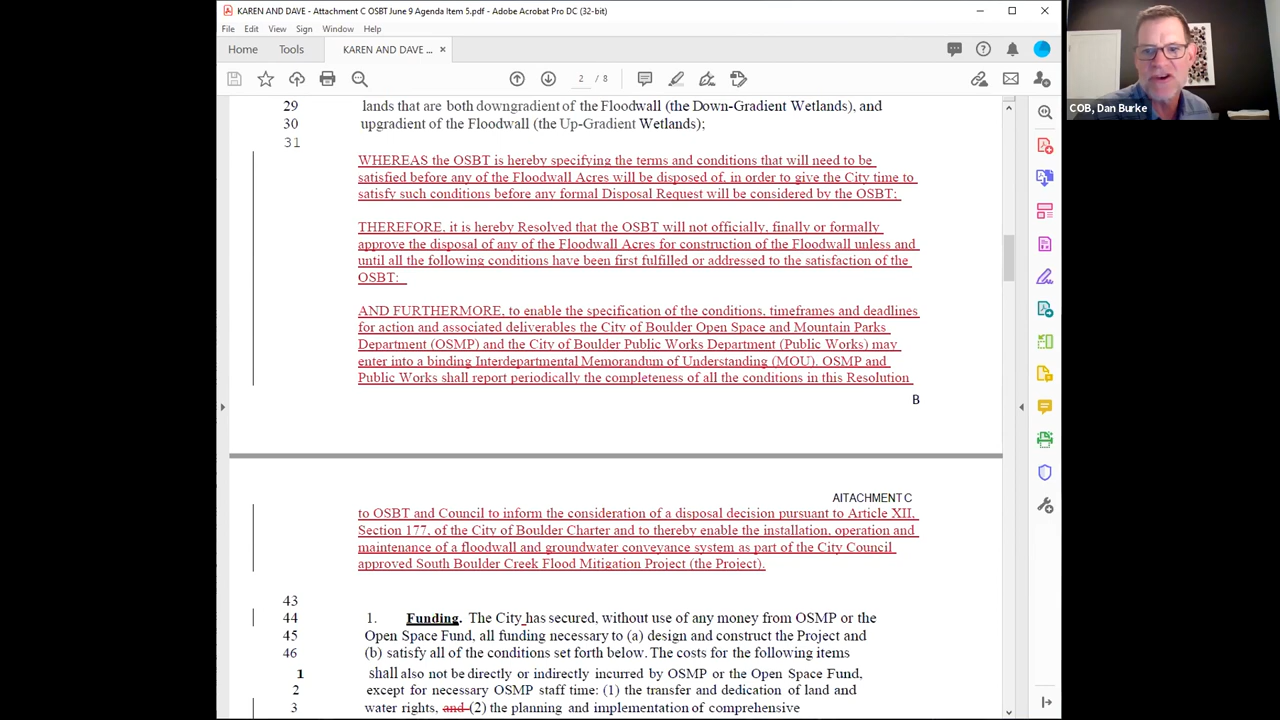 KAREN AND DAVE - Attachment C OSBT June 9 Agenda Item 5.pdf - Adobe Acrobat Pro DC (32-bit)
File Edit View Sign Window Help
Home Tools KAREN AND DAVE ... ×
2 / 8
COB, Dan Burke
29 lands that are both downgradient of the Floodwall (the Down-Gradient Wetlands), and
30 upgradient of the Floodwall (the Up-Gradient Wetlands);
31
WHEREAS the OSBT is hereby specifying the terms and conditions that will need to be
satisfied before any of the Floodwall Acres will be disposed of, in order to give the City time to
satisfy such conditions before any formal Disposal Request will be considered by the OSBT;
THEREFORE, it is hereby Resolved that the OSBT will not officially, finally or formally
approve the disposal of any of the Floodwall Acres for construction of the Floodwall unless and
until all the following conditions have been first fulfilled or addressed to the satisfaction of the
OSBT:
AND FURTHERMORE, to enable the specification of the conditions, timeframes and deadlines
for action and associated deliverables the City of Boulder Open Space and Mountain Parks
Department (OSMP) and the City of Boulder Public Works Department (Public Works) may
enter into a binding Interdepartmental Memorandum of Understanding (MOU). OSMP and
Public Works shall report periodically the completeness of all the conditions in this Resolution
B
AITACHMENT C
to OSBT and Council to inform the consideration of a disposal decision pursuant to Article XII,
Section 177, of the City of Boulder Charter and to thereby enable the installation, operation and
maintenance of a floodwall and groundwater conveyance system as part of the City Council
approved South Boulder Creek Flood Mitigation Project (the Project).
43
44 1. Funding. The City has secured, without use of any money from OSMP or the
45 Open Space Fund, all funding necessary to (a) design and construct the Project and
46 (b) satisfy all of the conditions set forth below. The costs for the following items
1 shall also not be directly or indirectly incurred by OSMP or the Open Space Fund,
2 except for necessary OSMP staff time: (1) the transfer and dedication of land and
3 water rights, and (2) the planning and implementation of comprehensive